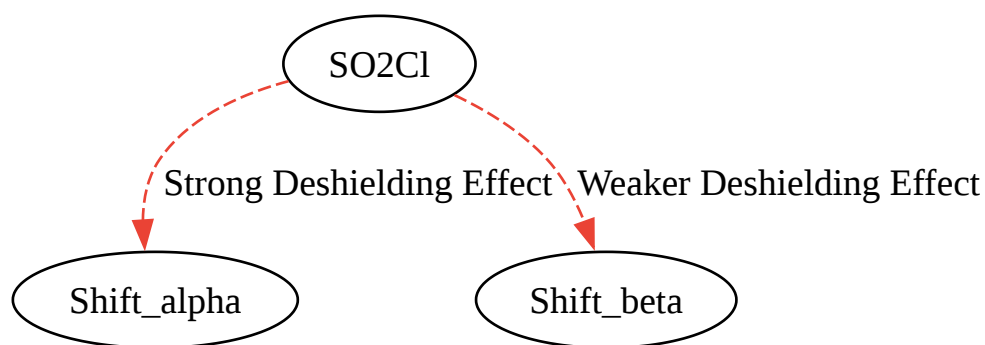 SO2Cl
Strong Deshielding Effect
Weaker Deshielding Effect
Shift_alpha
Shift_beta